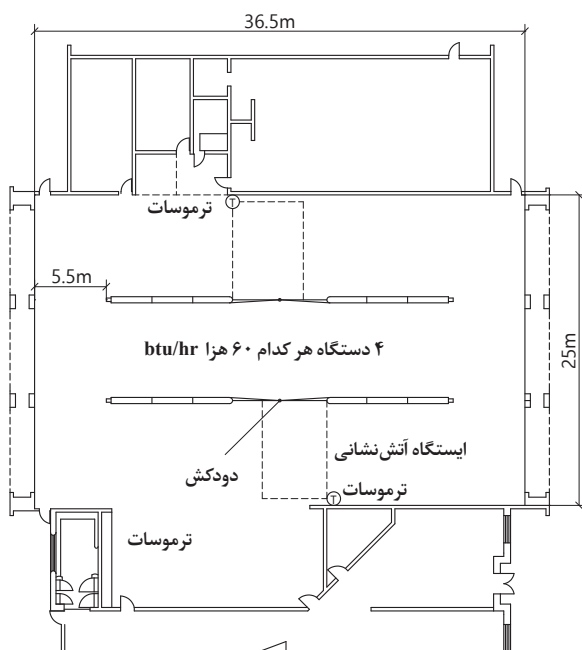 36.5m
ترموسات
T
5.5m
۴ دستگاه هر کدام ۶۰ هزا btu/hr
25m
ایستگاه آتش‌نشانی
دودکش
ترموسات
T
ترموسات